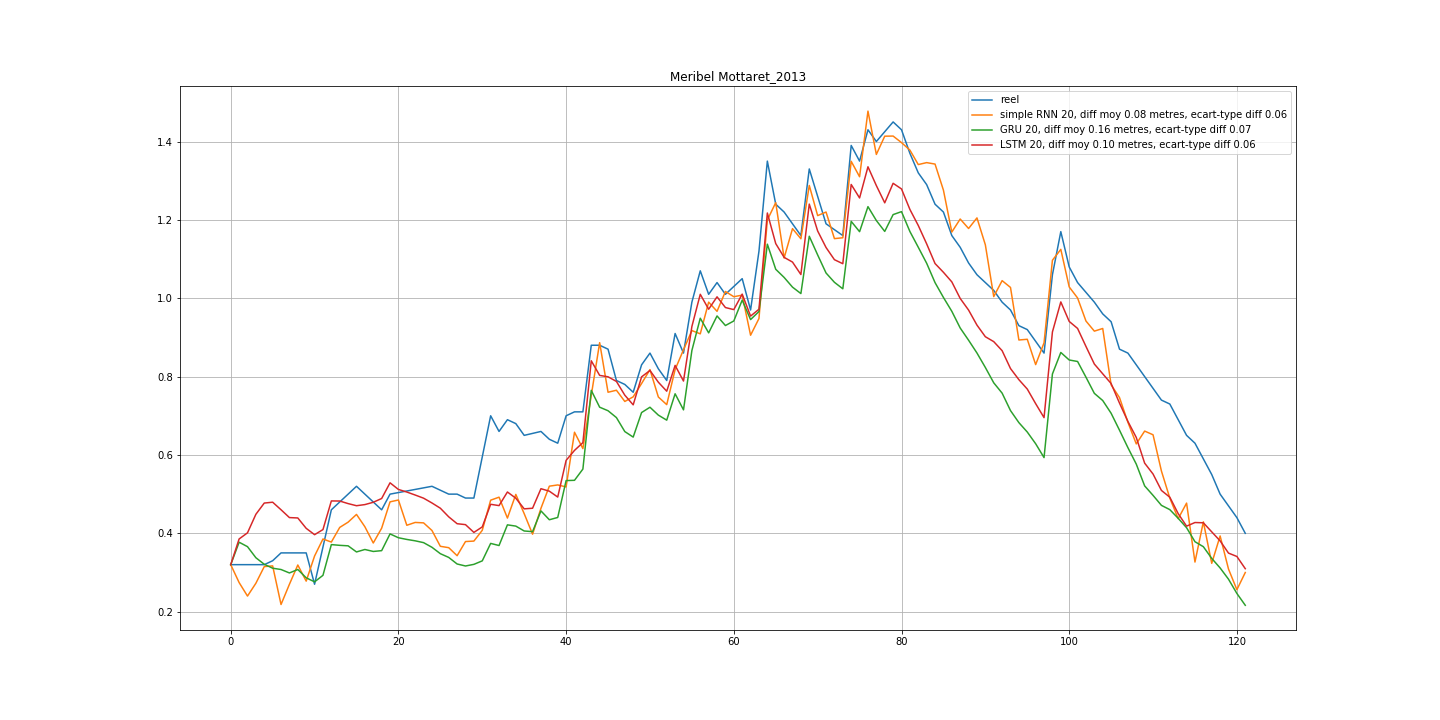 Meribel Mottaret_2013
reel
simple RNN 20, diff moy 0.08 metres, ecart-type diff 0.06
GRU 20, diff moy 0.16 metres, ecart-type diff 0.07
LSTM 20, diff moy 0.10 metres, ecart-type diff 0.06
1.4
1.2
1.0
0.8
0.6
0.4
0.2
0 20 40 60 80 100 120